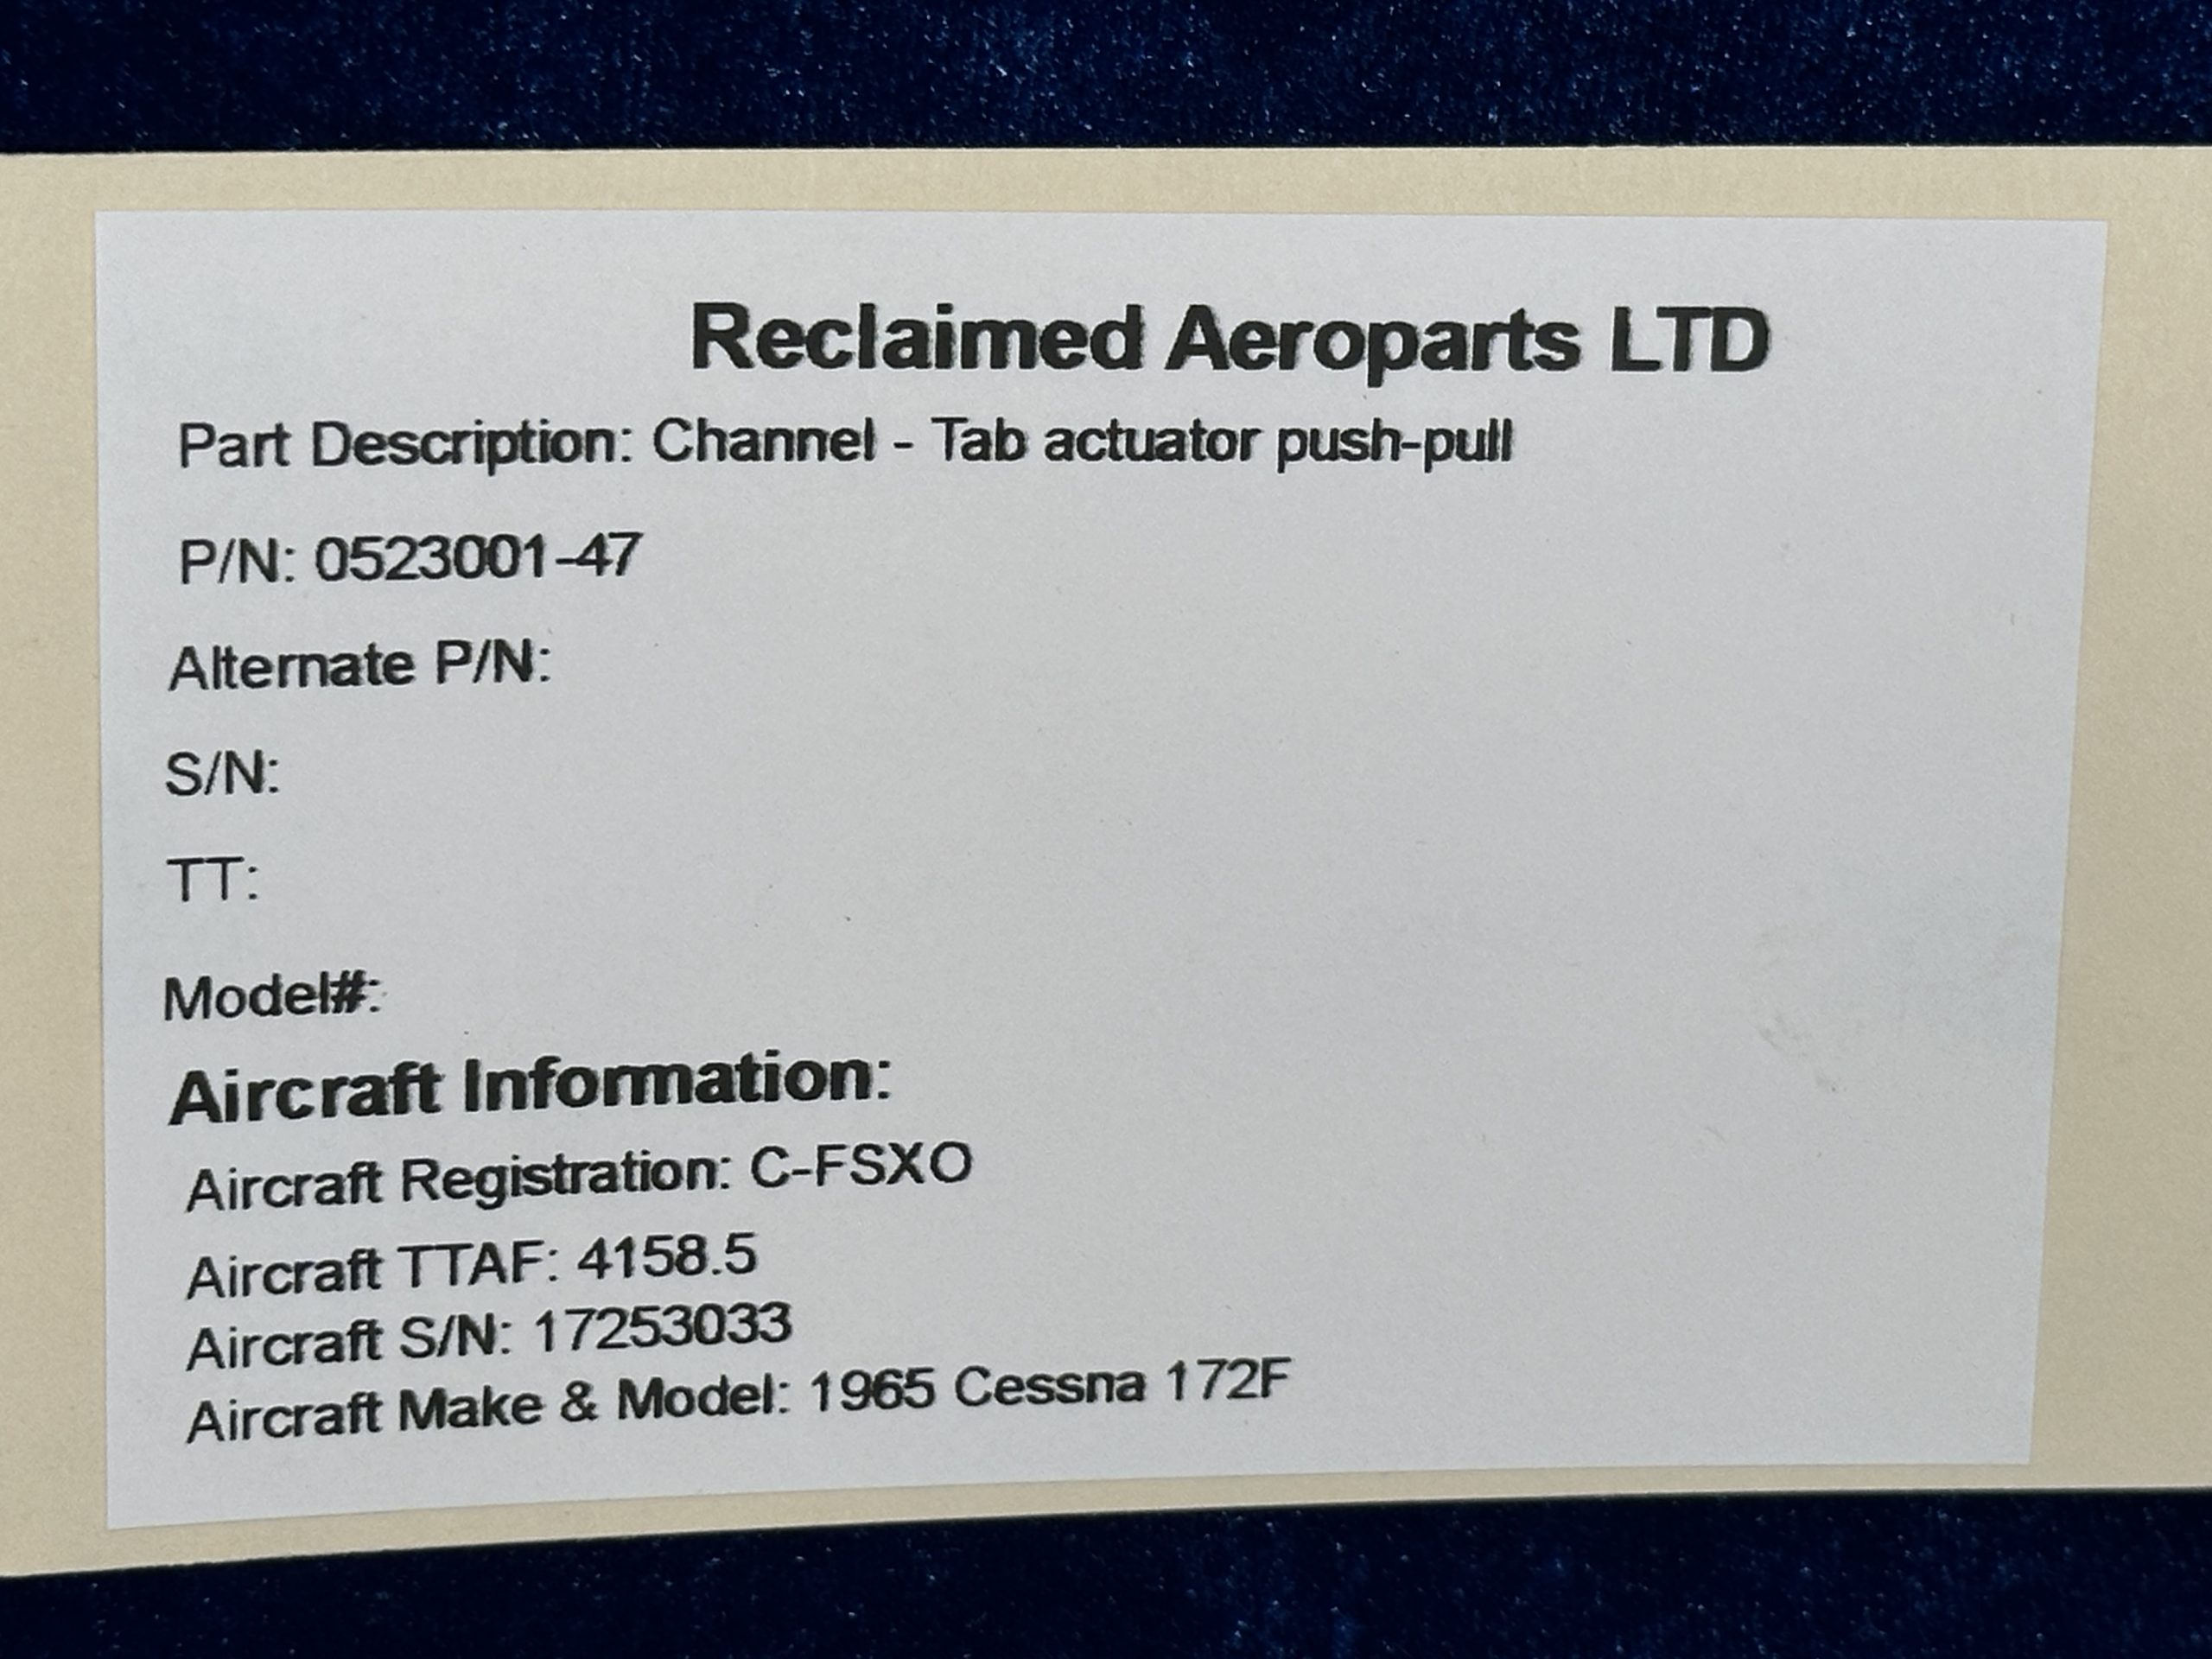 Reclaimed Aeroparts LTD
Part Description: Channel - Tab actuator push-pull
P/N: 0523001-47
Alternate P/N:
S/N:
TT:
Model#:
Aircraft Information:
Aircraft Registration: C-FSXO
Aircraft TTAF: 4158.5
Aircraft S/N: 17253033
Aircraft Make & Model: 1965 Cessna 172F